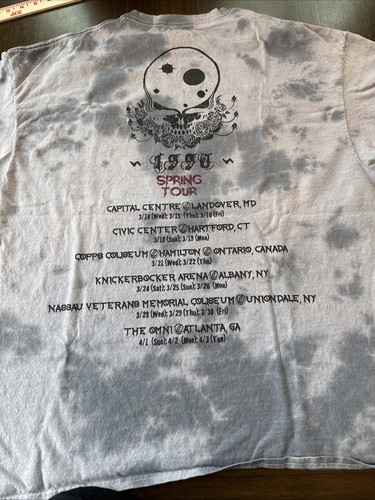 ~ 1990 ~
SPRING
TOUR
CAPITAL CENTRE@LANDOVER, MD
3/14 (Wed); 3/15 (Thu); 3/16 (Fri)
CIVIC CENTER@HARTFORD, CT
3/18 (Sun); 3/19 (Mon)
COPPS COLISEUM@HAMILTON@ONTARIO, CANADA
3/21 (Wed); 3/22 (Thu)
KNICKERBOCKER ARENA@ALBANY, NY
3/24 (Sat); 3/25 (Sun); 3/26 (Mon)
NASSAU VETERANS MEMORIAL COLISEUM@UNIONDALE, NY
3/28 (Wed); 3/29 (Thu); 3/30 (Fri)
THE OMNI@ATLANTA, GA
4/1 (Sun); 4/2 (Mon); 4/3 (Tue)